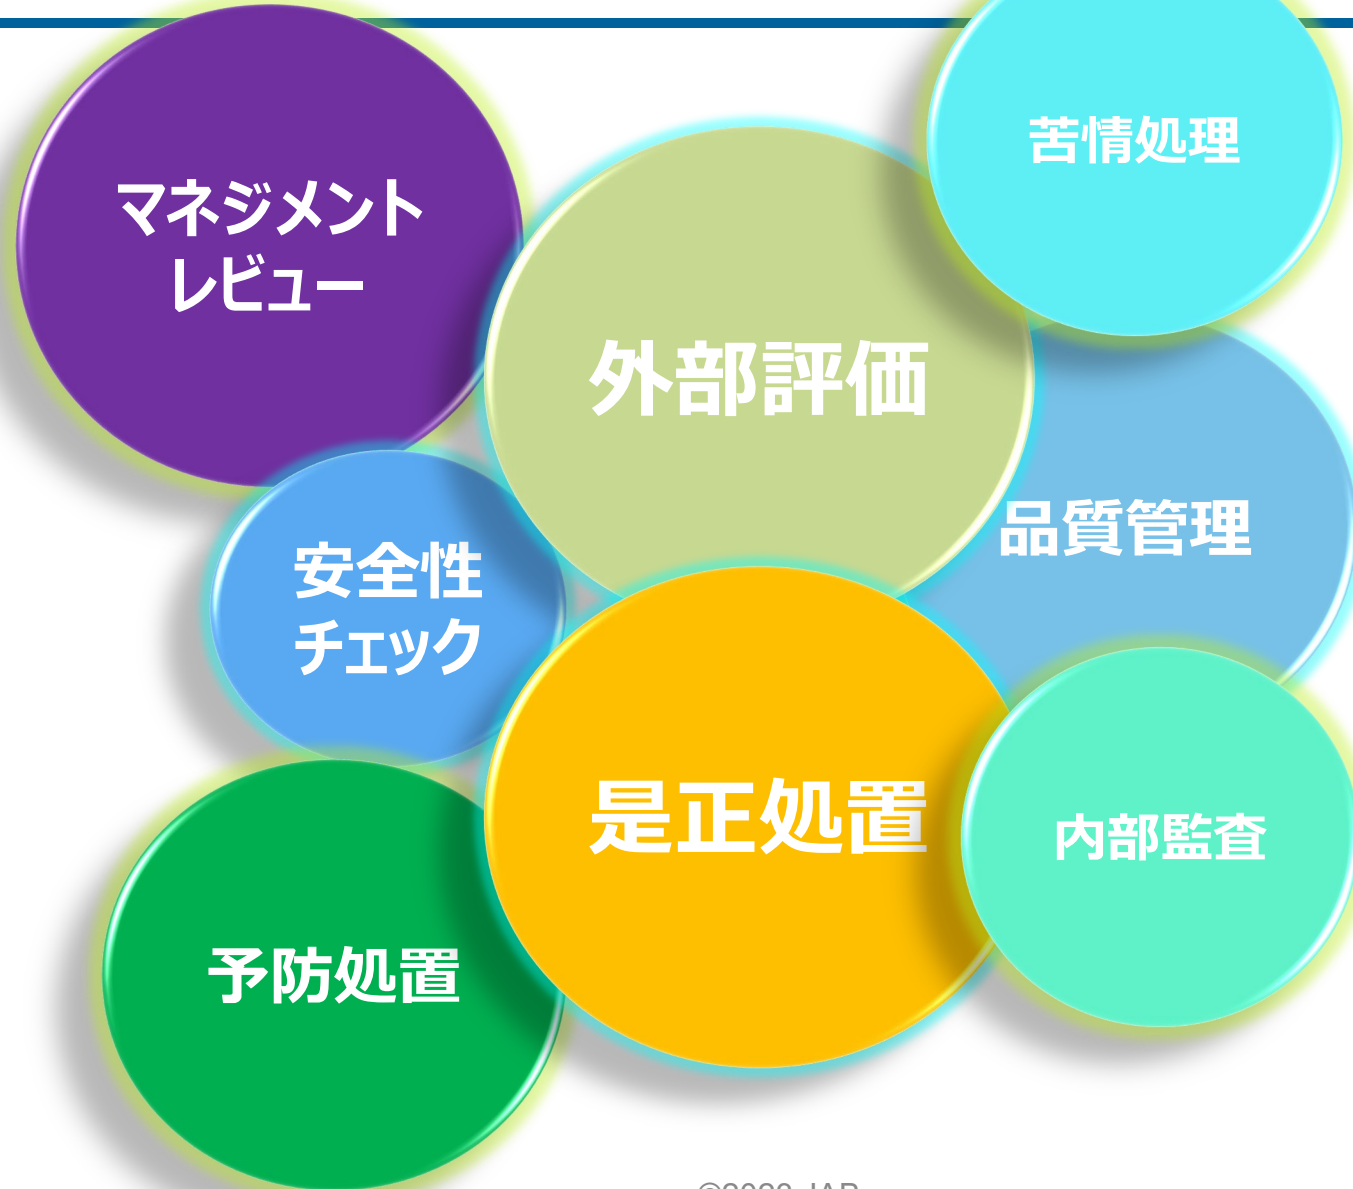 マネジメント
レビュー
苦情処理
外部評価
品質管理
安全性
チェック
是正処置
内部監査
予防処置